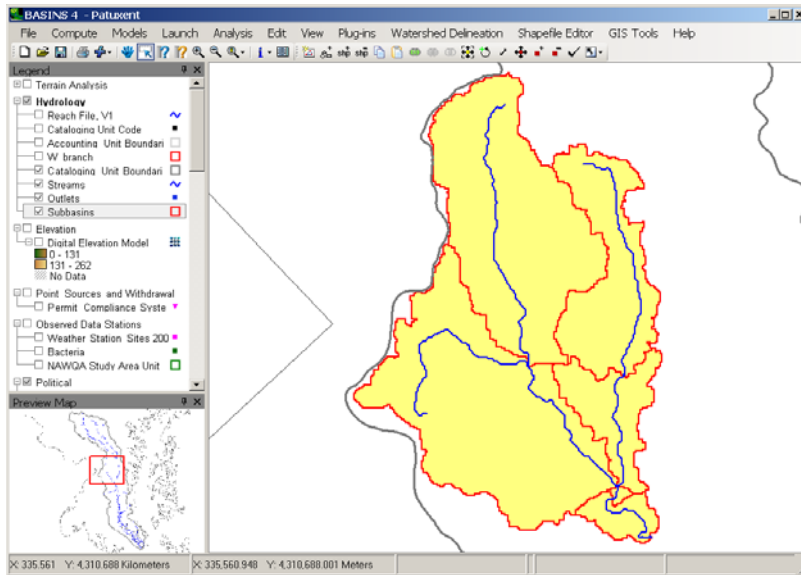 BASINS 4 - Patuxent
File Compute Models Launch Analysis Edit View Plug-ins Watershed Delineation Shapefile Editor GIS Tools Help
shp shp
Legend
Terrain Analysis
Hydrology
Reach File, V1
Cataloging Unit Code
Accounting Unit Boundari
W_branch
Cataloging Unit Boundari
Streams
Outlets
Subbasins
Elevation
Digital Elevation Model
0 - 131
131 - 262
No Data
Point Sources and Withdrawal
Permit Compliance Syste
Observed Data Stations
Weather Station Sites 200
Bacteria
NAWQA Study Area Unit
Political
Preview Map
X: 335.561 Y: 4,310.688 Kilometers X: 335,560.948 Y: 4,310,688.001 Meters